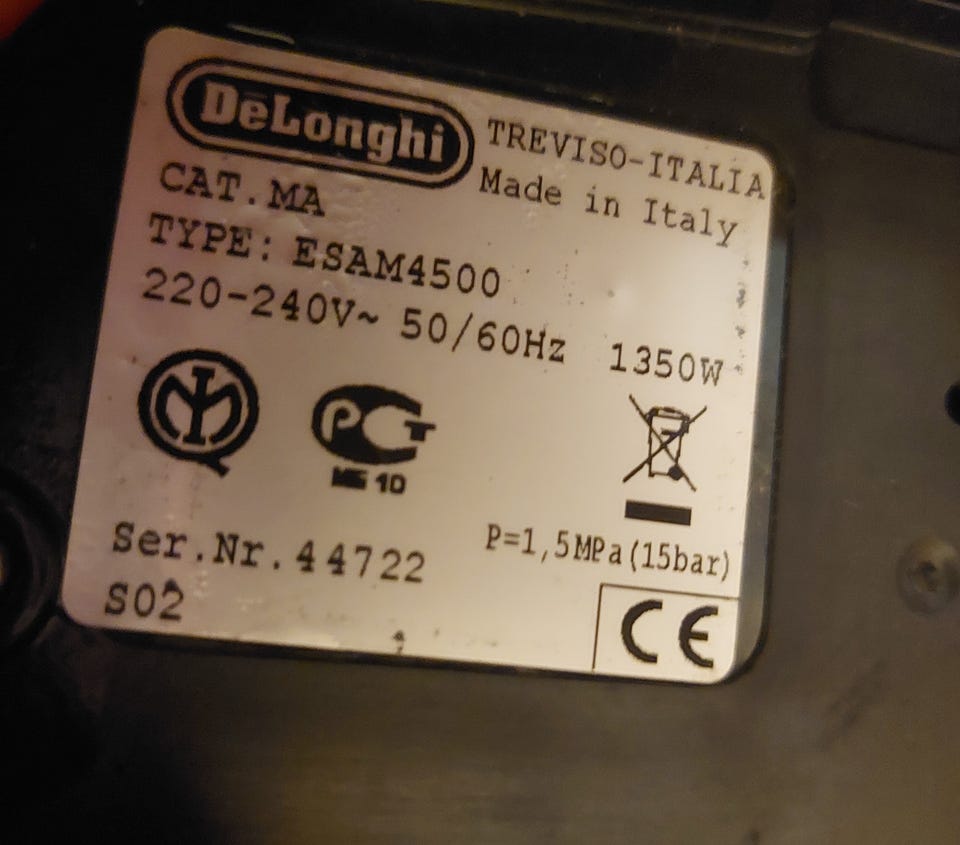 DeLonghi
TREVISO-ITALIA
Made in Italy
CAT.MA
TYPE: ESAM4500
220-240V~ 50/60Hz 1350W
PCT
10
Ser.Nr.44722
S02
P=1,5MPa(15bar)
CE